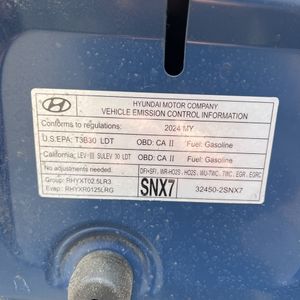 HYUNDAI MOTOR COMPANY
VEHICLE EMISSION CONTROL INFORMATION
Conforms to regulations: 2024 MY
U.S.EPA: T3B30 LDT OBD: CA II Fuel: Gasoline
California: LEV-III SULEV 30 LDT OBD: CA II Fuel: Gasoline
No adjustments needed. DFI+SFI, WR-HO2S, HO2S, WU-TWC, TWC, EGR, EGRC
Group: RHYXT02.5LR3
Evap: RHYXR0125LRG
SNX7 32450-2SNX7